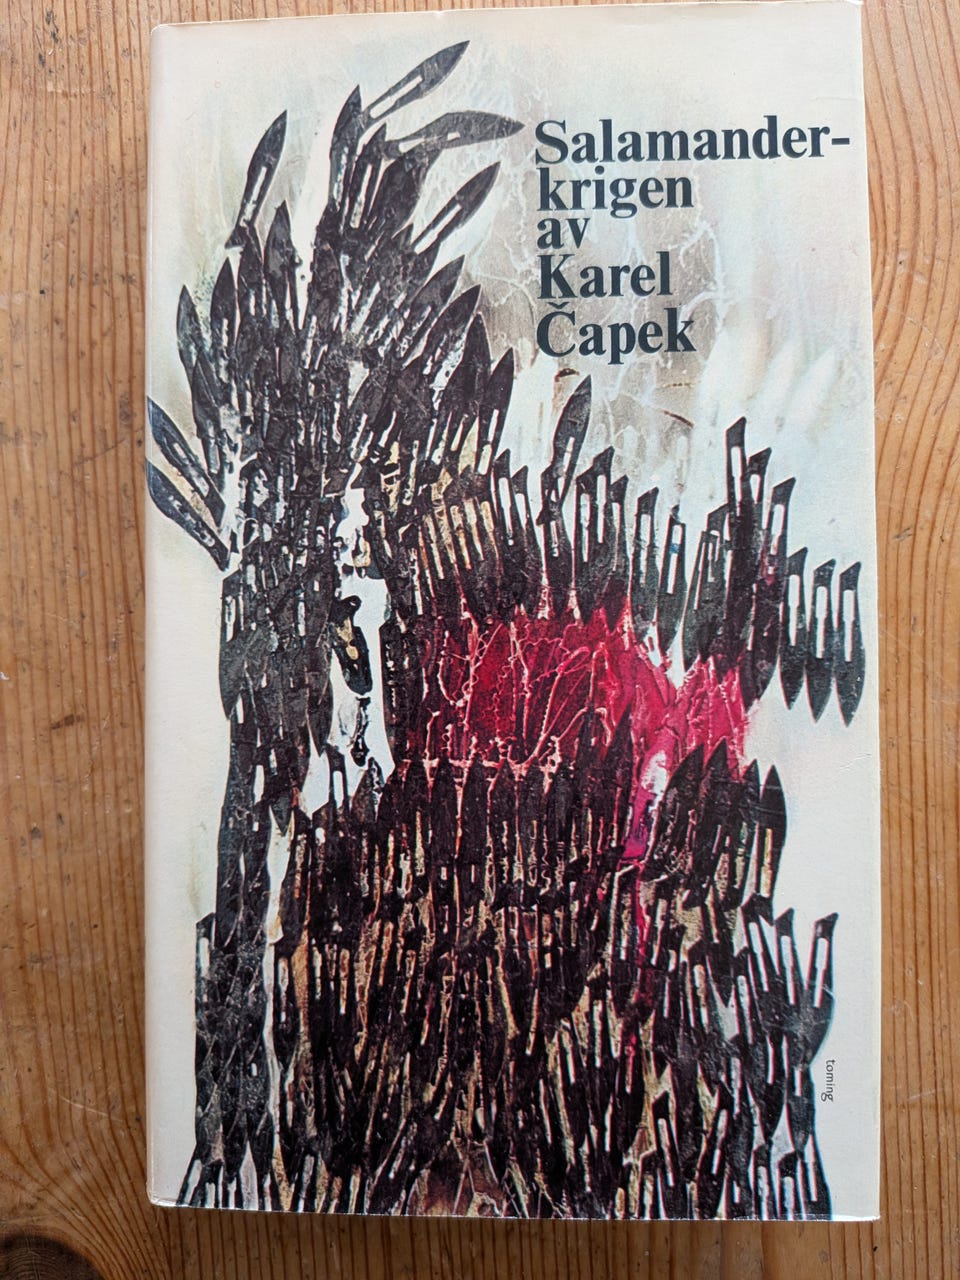 Salamander-
krigen
av
Karel
Čapek
toming